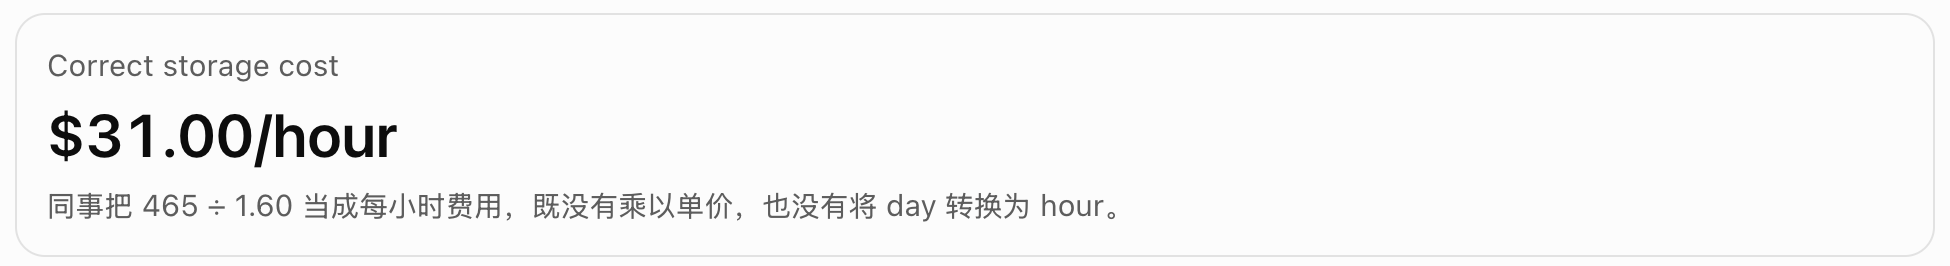 Correct storage cost
$31.00/hour
同事把 465 ÷ 1.60 当成每小时费用，既没有乘以单价，也没有将 day 转换为 hour。